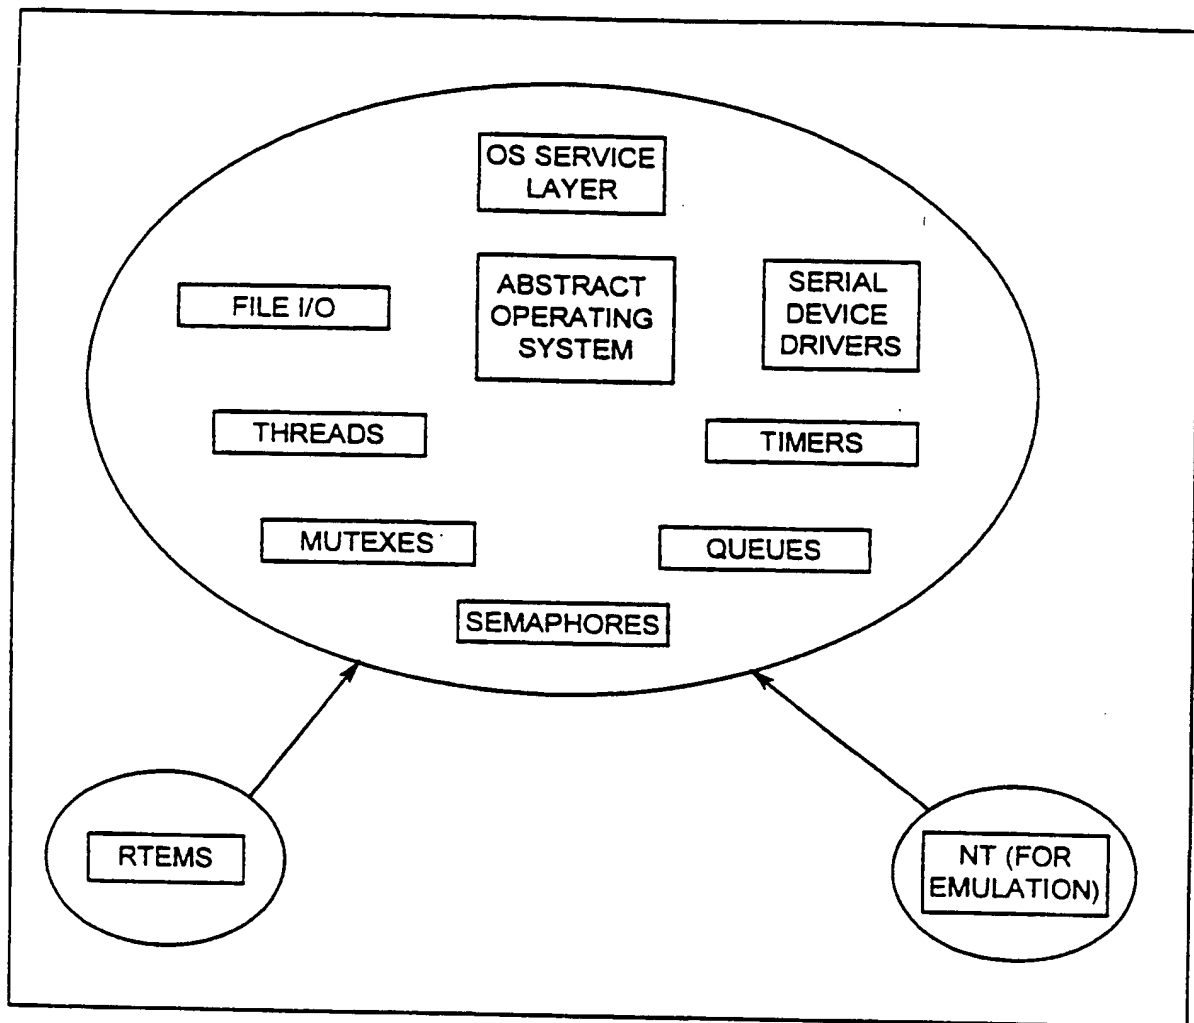 OS SERVICE
LAYER
FILE I/O
ABSTRACT
OPERATING
SYSTEM
SERIAL
DEVICE
DRIVERS
THREADS
TIMERS
MUTEXES
QUEUES
SEMAPHORES
RTEMS
NT (FOR
EMULATION)